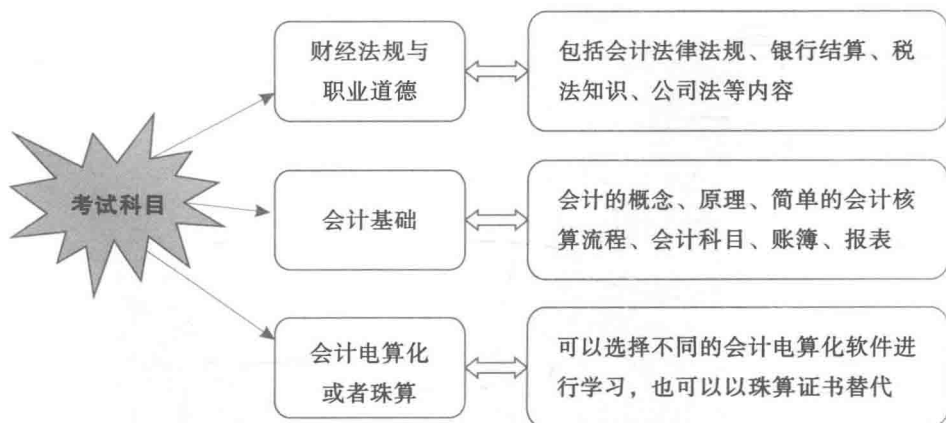 考试科目
财经法规与
职业道德
包括会计法律法规、银行结算、税
法知识、公司法等内容
会计基础
会计的概念、原理、简单的会计核
算流程、会计科目、账簿、报表
会计电算化
或者珠算
可以选择不同的会计电算化软件进
行学习，也可以以珠算证书替代